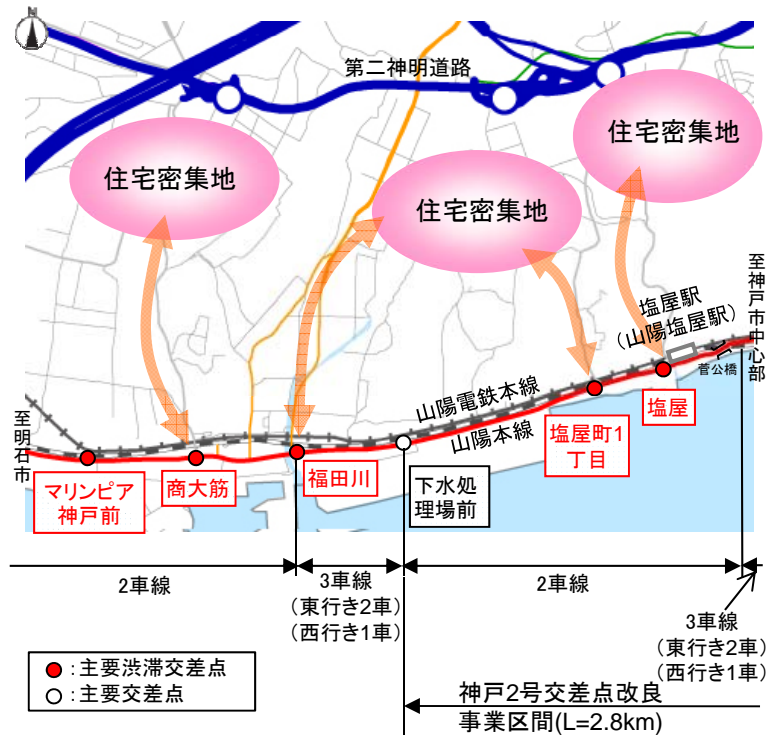 N
第二神明道路
住宅密集地
住宅密集地
住宅密集地
至神戸市中心部
塩屋駅
(山陽塩屋駅)
菅公橋
至明石市
山陽電鉄本線
山陽本線
マリンピア
神戸前
商大筋
福田川
下水処
理場前
塩屋町1
丁目
塩屋
2車線
3車線
(東行き2車)
(西行き1車)
2車線
3車線
(東行き2車)
(西行き1車)
:主要渋滞交差点
:主要交差点
神戸2号交差点改良
事業区間(L=2.8km)